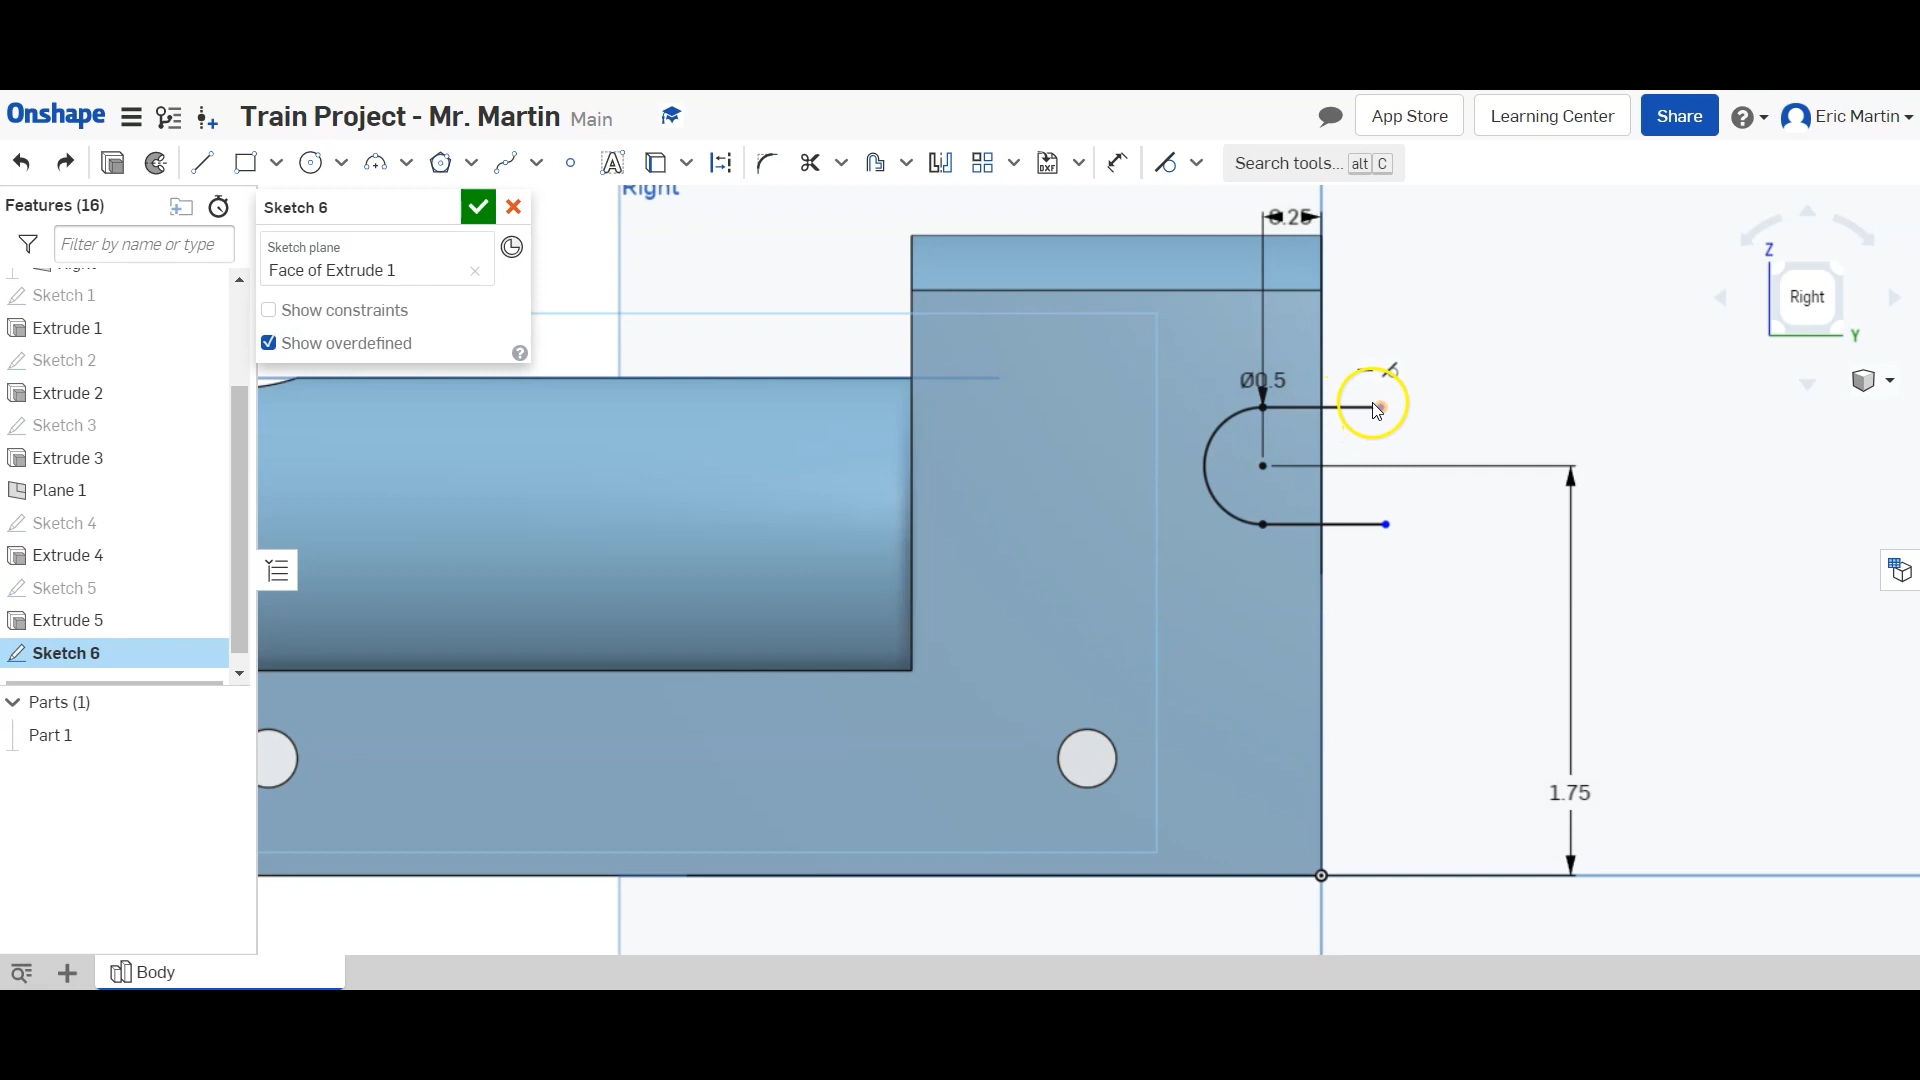 Onshape
Train Project - Mr. Martin Main
App Store
Learning Center
Share
?
Eric Martin
DXF
Search tools... alt C
Features (16)
Filter by name or type
Right
Sketch 1
Extrude 1
Sketch 2
Extrude 2
Sketch 3
Extrude 3
Plane 1
Sketch 4
Extrude 4
Sketch 5
Extrude 5
Sketch 6
Parts (1)
Part 1
Sketch 6
Sketch plane
Face of Extrude 1
Show constraints
Show overdefined
?
Right
0.25
Ø0.5
1.75
Z
Right
Y
Body